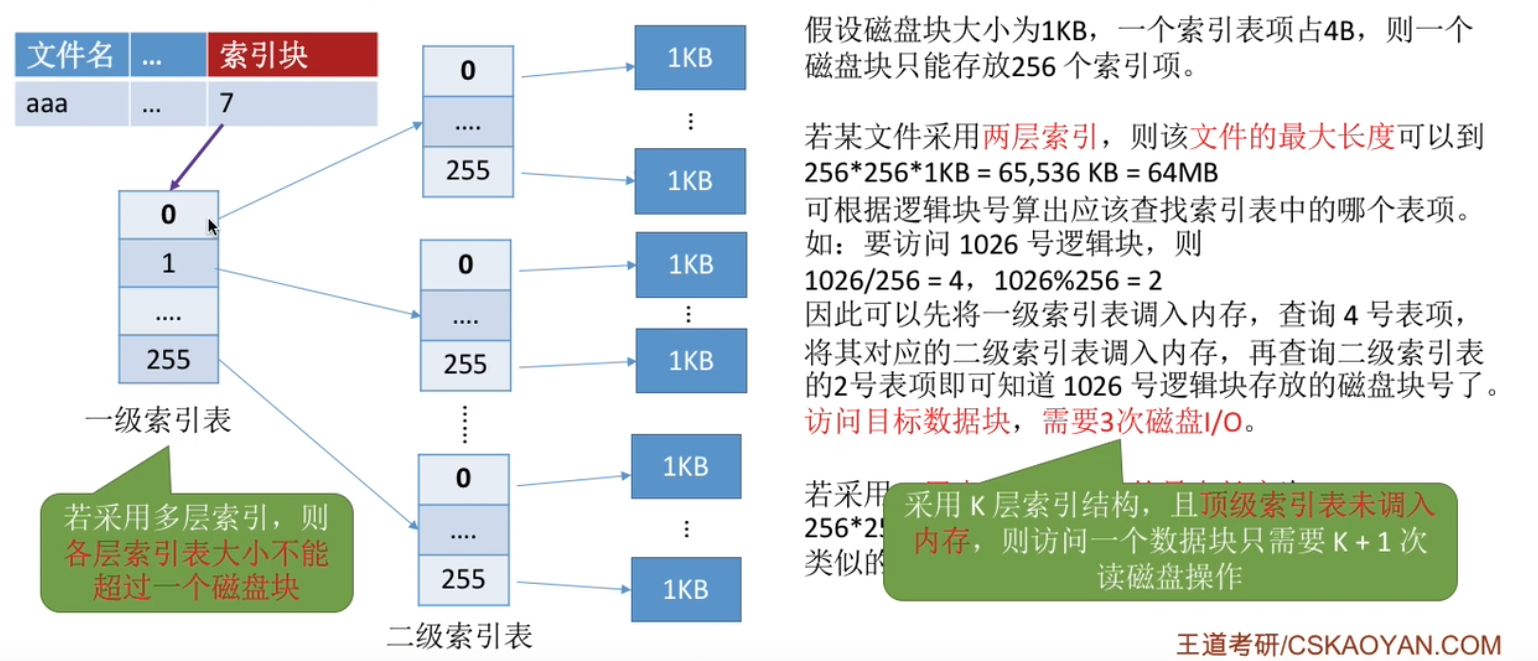 文件名 ... 索引块
aaa ... 7
0
1
....
255
一级索引表
若采用多层索引，则
各层索引表大小不能
超过一个磁盘块
0
....
255
0
....
255
0
....
255
二级索引表
1KB
1KB
1KB
1KB
1KB
1KB
假设磁盘块大小为1KB，一个索引表项占4B，则一个
磁盘块只能存放256 个索引项。
若某文件采用两层索引，则该文件的最大长度可以到
256*256*1KB = 65,536 KB = 64MB
可根据逻辑块号算出应该查找索引表中的哪个表项。
如：要访问 1026 号逻辑块，则
1026/256 = 4，1026%256 = 2
因此可以先将一级索引表调入内存，查询 4 号表项，
将其对应的二级索引表调入内存，再查询二级索引表
的2号表项即可知道 1026 号逻辑块存放的磁盘块号了。
访问目标数据块，需要3次磁盘I/O。
若采用
256*25
类似的
采用 K 层索引结构，且顶级索引表未调入
内存，则访问一个数据块只需要 K + 1 次
读磁盘操作
王道考研/CSKAOYAN.COM